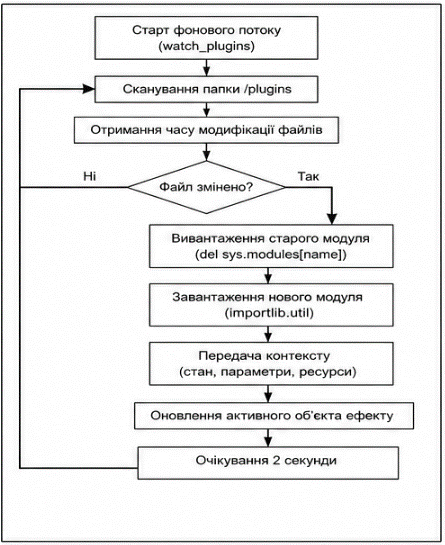 Старт фонового потоку
(watch_plugins)
Сканування папки /plugins
Отримання часу модифікації файлів
Ні
Файл змінено?
Так
Вивантаження старого модуля
(del sys.modules[name])
Завантаження нового модуля
(importlib.util)
Передача контексту
(стан, параметри, ресурси)
Оновлення активного об'єкта ефекту
Очікування 2 секунди